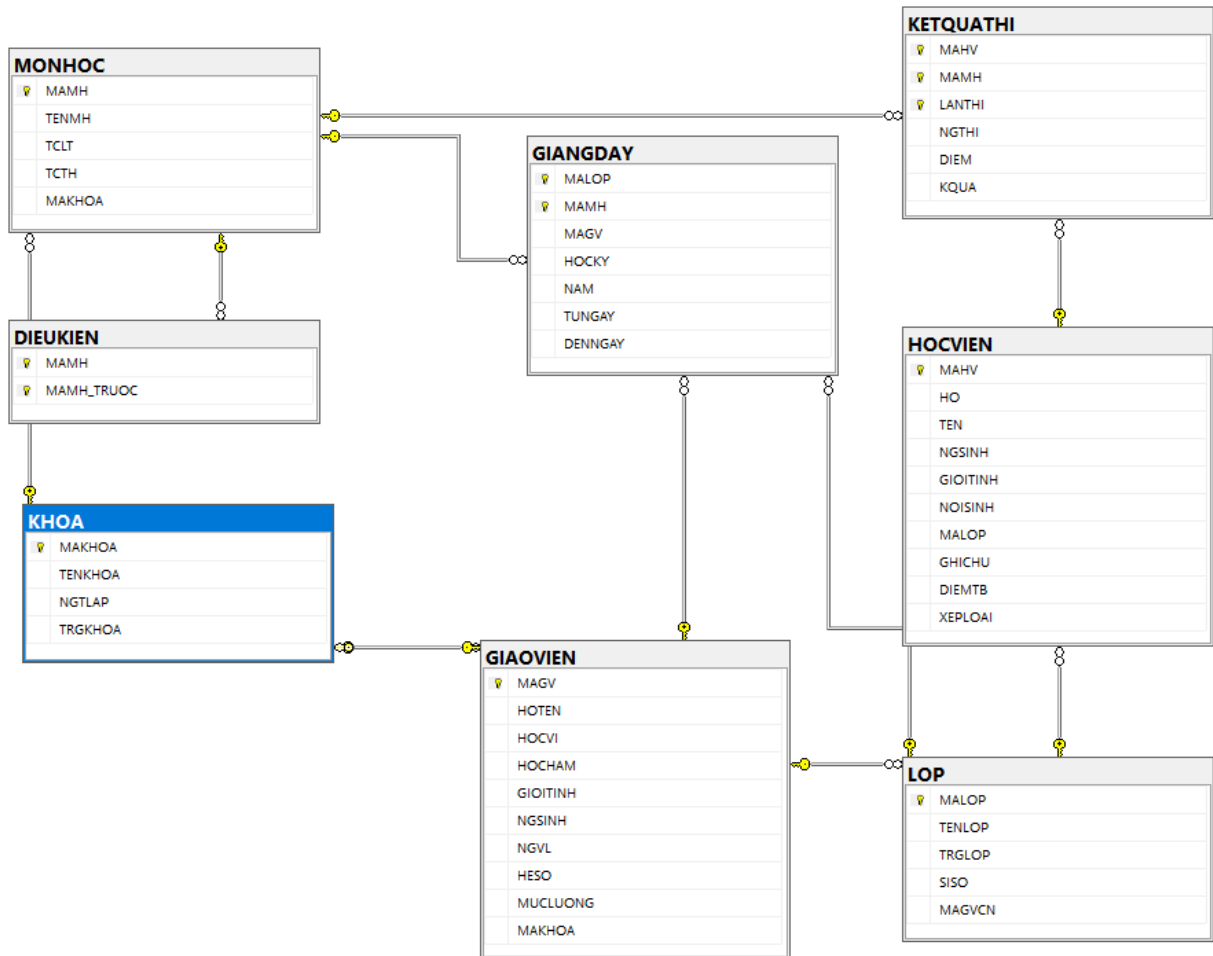 MONHOC
MAMH
TENMH
TCLT
TCTH
MAKHOA
DIEUKIEN
MAMH
MAMH_TRUOC
KHOA
MAKHOA
TENKHOA
NGTLAP
TRGKHOA
GIANGDAY
MALOP
MAMH
MAGV
HOCKY
NAM
TUNGAY
DENNGAY
GIAOVIEN
MAGV
HOTEN
HOCVI
HOCHAM
GIOITINH
NGSINH
NGVL
HESO
MUCLUONG
MAKHOA
KETQUATHI
MAHV
MAMH
LANTHI
NGTHI
DIEM
KQUA
HOCVIEN
MAHV
HO
TEN
NGSINH
GIOITINH
NOISINH
MALOP
GHICHU
DIEMTB
XEPLOAI
LOP
MALOP
TENLOP
TRGLOP
SISO
MAGVCN